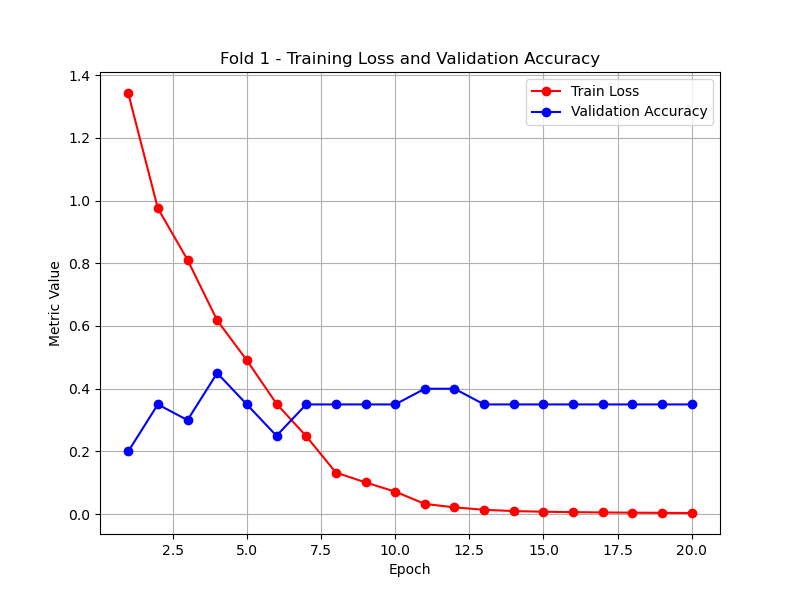 Fold 1 - Training Loss and Validation Accuracy
Train Loss
Validation Accuracy
Metric Value
1.4
1.2
1.0
0.8
0.6
0.4
0.2
0.0
2.5 5.0 7.5 10.0 12.5 15.0 17.5 20.0
Epoch